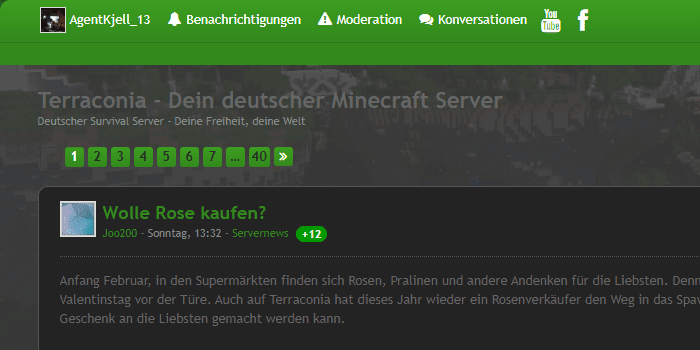 AgentKjell_13 Benachrichtigungen Moderation Konversationen You Tube f
Terraconia - Dein deutscher Minecraft Server
Deutscher Survival Server - Deine Freiheit, deine Welt
1 2 3 4 5 6 7 ... 40 »
Wolle Rose kaufen?
Joo200 - Sonntag, 13:32 - Servernews +12
Anfang Februar, in den Supermärkten finden sich Rosen, Pralinen und andere Andenken für die Liebsten. Denn
Valentinstag vor der Türe. Auch auf Terraconia hat dieses Jahr wieder ein Rosenverkäufer den Weg in das Spaw
Geschenk an die Liebsten gemacht werden kann.